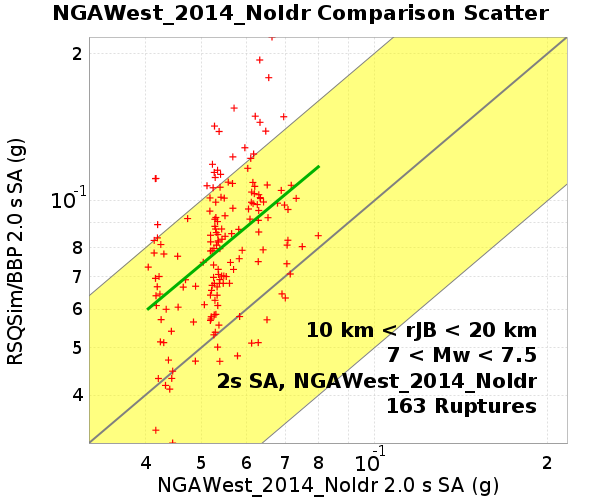 NGAWest_2014_NoIdr Comparison Scatter
RSQSim/BBP 2.0 s SA (g)
2
10-1
8
7
6
5
4
10 km < rJB < 20 km
7 < Mw < 7.5
2s SA, NGAWest_2014_NoIdr
163 Ruptures
4 5 6 7 8 10-1 2
NGAWest_2014_NoIdr 2.0 s SA (g)